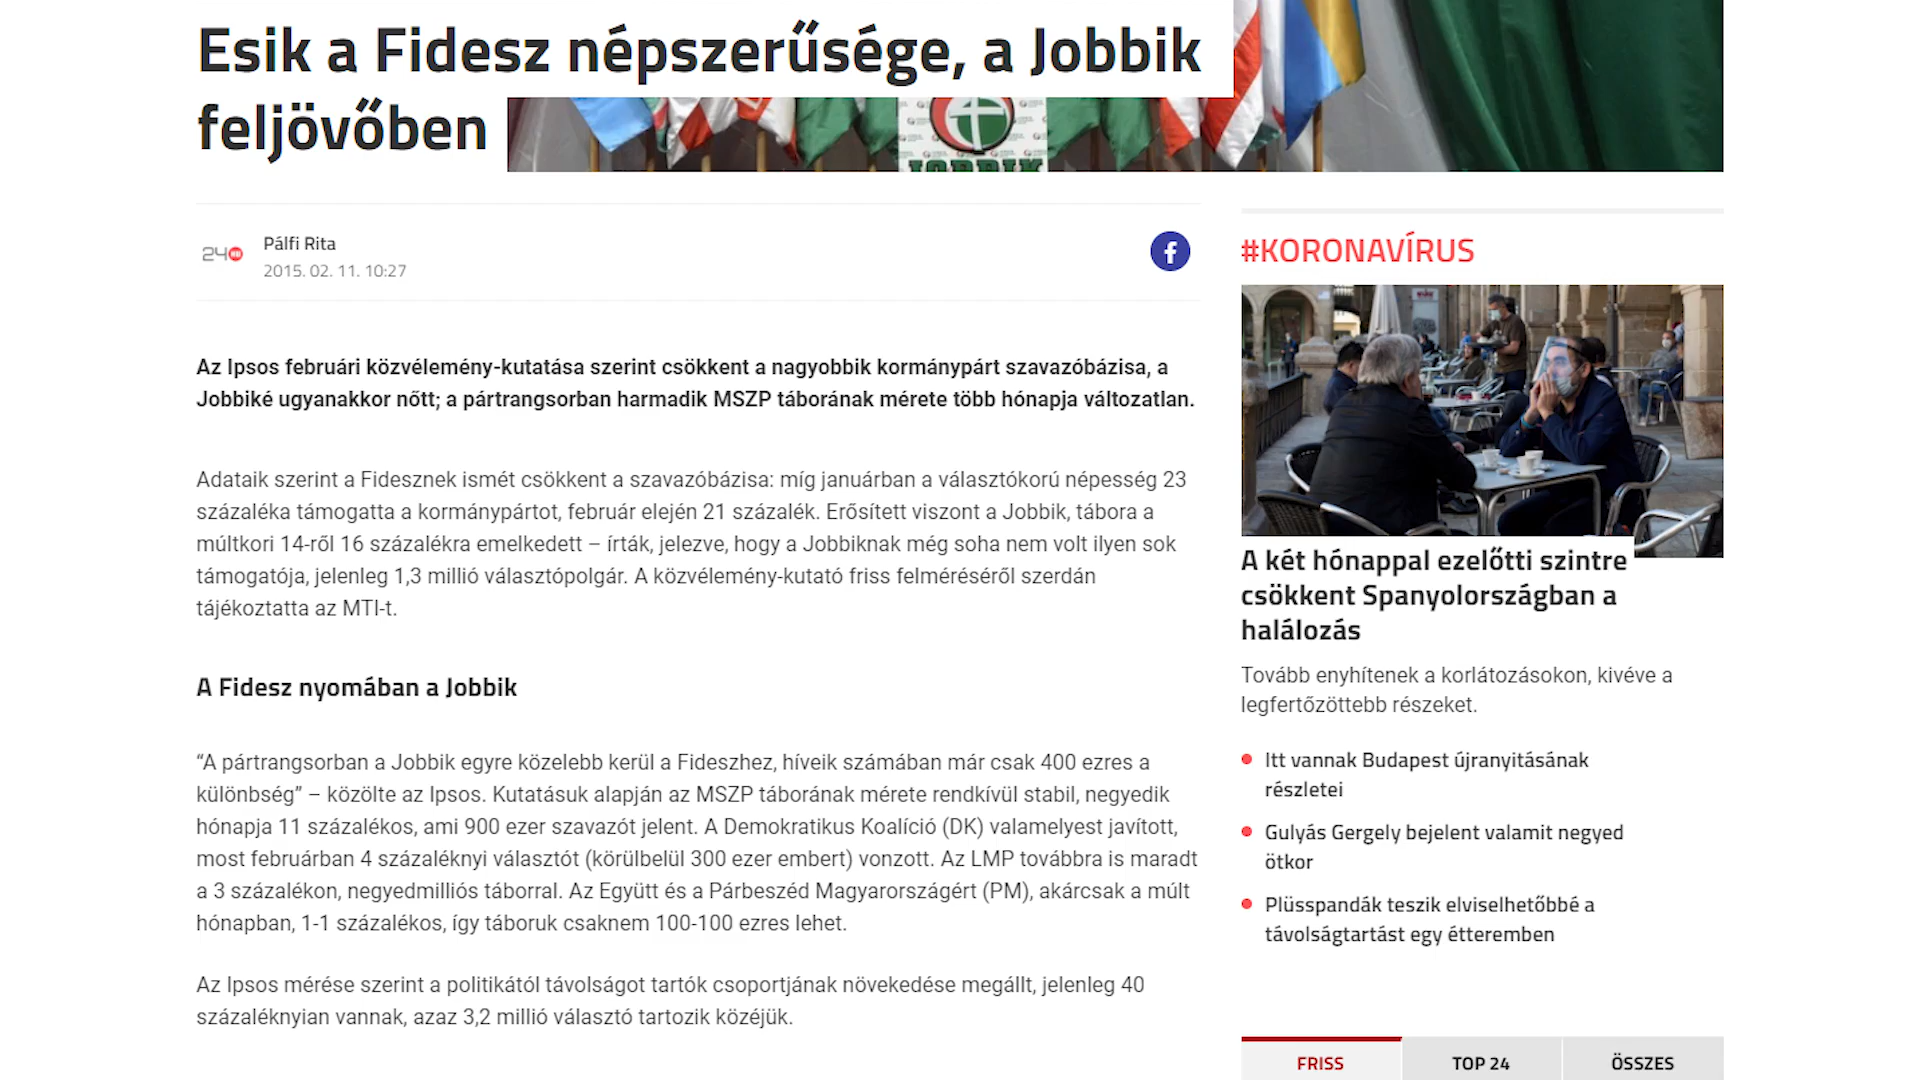 Esik a Fidesz népszerűsége, a Jobbik
feljövőben
JOBBIK
24
Pálfi Rita
2015. 02. 11. 10:27
f
Az Ipsos februári közvélemény-kutatása szerint csökkent a nagyobbik kormánypárt szavazóbázisa, a
Jobbiké ugyanakkor nőtt; a pártrangsorban harmadik MSZP táborának mérete több hónapja változatlan.
Adataik szerint a Fidesznek ismét csökkent a szavazóbázisa: míg januárban a választókorú népesség 23
százaléka támogatta a kormánypártot, február elején 21 százalék. Erősített viszont a Jobbik, tábora a
múltkori 14-ről 16 százalékra emelkedett – írták, jelezve, hogy a Jobbiknak még soha nem volt ilyen sok
támogatója, jelenleg 1,3 millió választópolgár. A közvélemény-kutató friss felméréséről szerdán
tájékoztatta az MTI-t.
A Fidesz nyomában a Jobbik
“A pártrangsorban a Jobbik egyre közelebb kerül a Fideszhez, híveik számában már csak 400 ezres a
különbség” – közölte az Ipsos. Kutatásuk alapján az MSZP táborának mérete rendkívül stabil, negyedik
hónapja 11 százalékos, ami 900 ezer szavazót jelent. A Demokratikus Koalíció (DK) valamelyest javított,
most februárban 4 százaléknyi választót (körülbelül 300 ezer embert) vonzott. Az LMP továbbra is maradt
a 3 százalékon, negyedmilliós táborral. Az Együtt és a Párbeszéd Magyarországért (PM), akárcsak a múlt
hónapban, 1-1 százalékos, így táboruk csaknem 100-100 ezres lehet.
Az Ipsos mérése szerint a politikától távolságot tartók csoportjának növekedése megállt, jelenleg 40
százaléknyian vannak, azaz 3,2 millió választó tartozik közéjük.
#KORONAVÍRUS
A két hónappal ezelőtti szintre
csökkent Spanyolországban a
halálozás
Tovább enyhítenek a korlátozásokon, kivéve a
legfertőzöttebb részeket.
Itt vannak Budapest újranyitásának
részletei
Gulyás Gergely bejelent valamit negyed
ötkor
Plüsspandák teszik elviselhetőbbé a
távolságtartást egy étteremben
FRISS
TOP 24
ÖSSZES